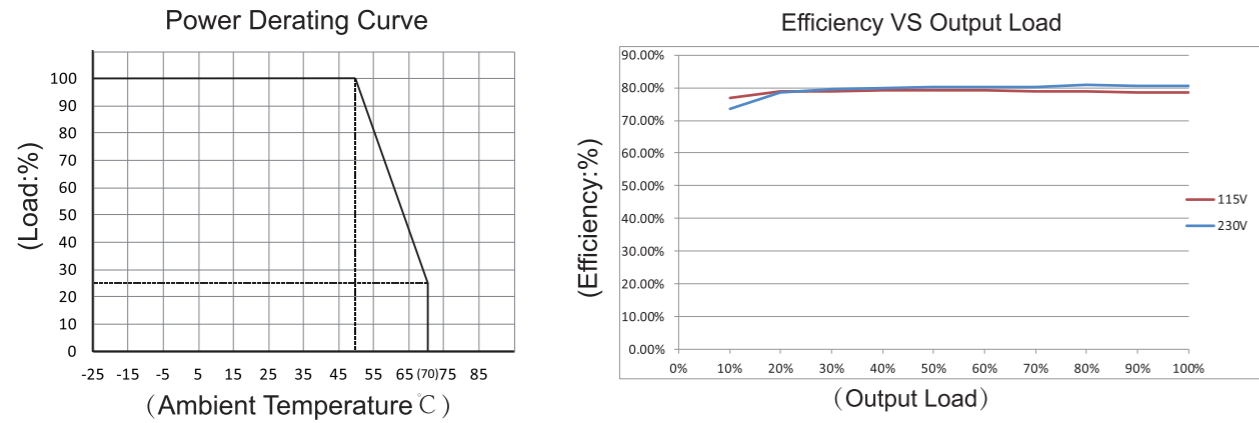 Power Derating Curve
(Load:%)
100
90
80
70
60
50
40
30
20
10
0
-25 -15 -5 5 15 25 35 45 55 65 (70) 75 85
(Ambient Temperature℃)
Efficiency VS Output Load
(Efficiency:%)
90.00%
80.00%
70.00%
60.00%
50.00%
40.00%
30.00%
20.00%
10.00%
0.00%
0% 10% 20% 30% 40% 50% 60% 70% 80% 90% 100%
(Output Load)
115V
230V